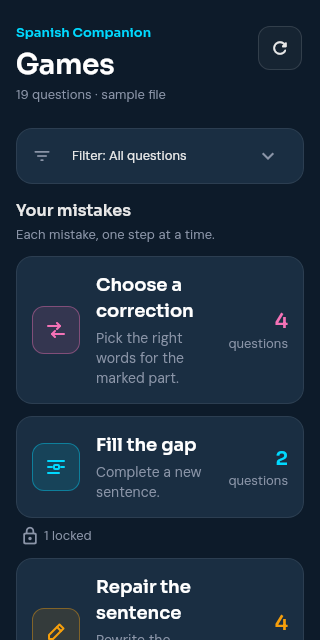 Spanish Companion
Games
19 questions · sample file
Filter: All questions
Your mistakes
Each mistake, one step at a time.
Choose a
correction
Pick the right
words for the
marked part.
4
questions
Fill the gap
Complete a new
sentence.
2
questions
1 locked
Repair the
sentence
Rewrite the
4